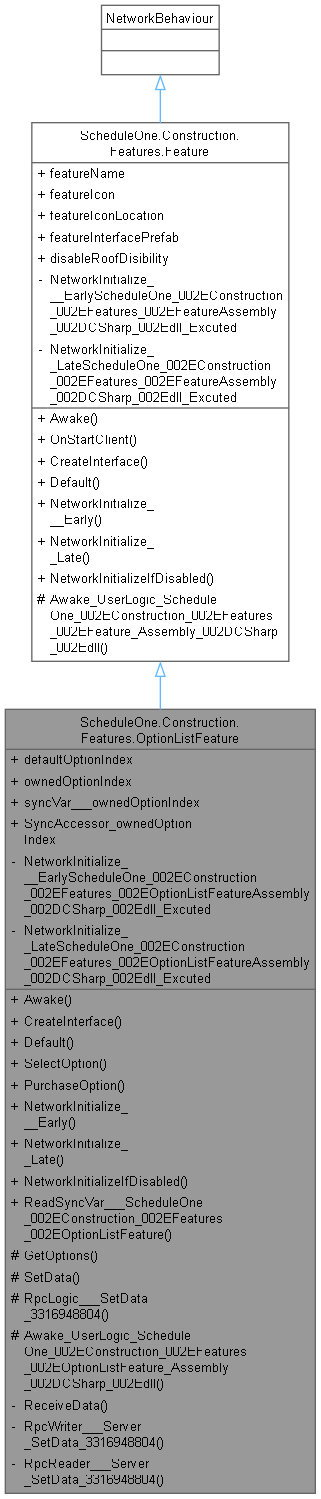 NetworkBehaviour
ScheduleOne.Construction.
Features.Feature
+ featureName
+ featureIcon
+ featureIconLocation
+ featureInterfacePrefab
+ disableRoofDisibility
- NetworkInitialize_
__EarlyScheduleOne_002EConstruction
_002EFeatures_002EFeatureAssembly
_002DCSharp_002Edll_Excuted
- NetworkInitialize_
_LateScheduleOne_002EConstruction
_002EFeatures_002EFeatureAssembly
_002DCSharp_002Edll_Excuted
+ Awake()
+ OnStartClient()
+ CreateInterface()
+ Default()
+ NetworkInitialize_
__Early()
+ NetworkInitialize_
_Late()
+ NetworkInitializeIfDisabled()
# Awake_UserLogic_Schedule
One_002EConstruction_002EFeatures
_002EFeature_Assembly_002DCSharp
_002Edll()
ScheduleOne.Construction.
Features.OptionListFeature
+ defaultOptionIndex
+ ownedOptionIndex
+ syncVar___ownedOptionIndex
+ SyncAccessor_ownedOption
Index
- NetworkInitialize_
__EarlyScheduleOne_002EConstruction
_002EFeatures_002EOptionListFeatureAssembly
_002DCSharp_002Edll_Excuted
- NetworkInitialize_
_LateScheduleOne_002EConstruction
_002EFeatures_002EOptionListFeatureAssembly
_002DCSharp_002Edll_Excuted
+ Awake()
+ CreateInterface()
+ Default()
+ SelectOption()
+ PurchaseOption()
+ NetworkInitialize_
__Early()
+ NetworkInitialize_
_Late()
+ NetworkInitializeIfDisabled()
+ ReadSyncVar___ScheduleOne
_002EConstruction_002EFeatures
_002EOptionListFeature()
# GetOptions()
# SetData()
# RpcLogic___SetData
_3316948804()
# Awake_UserLogic_Schedule
One_002EConstruction_002EFeatures
_002EOptionListFeature_Assembly
_002DCSharp_002Edll()
- ReceiveData()
- RpcWriter___Server
_SetData_3316948804()
- RpcReader___Server
_SetData_3316948804()